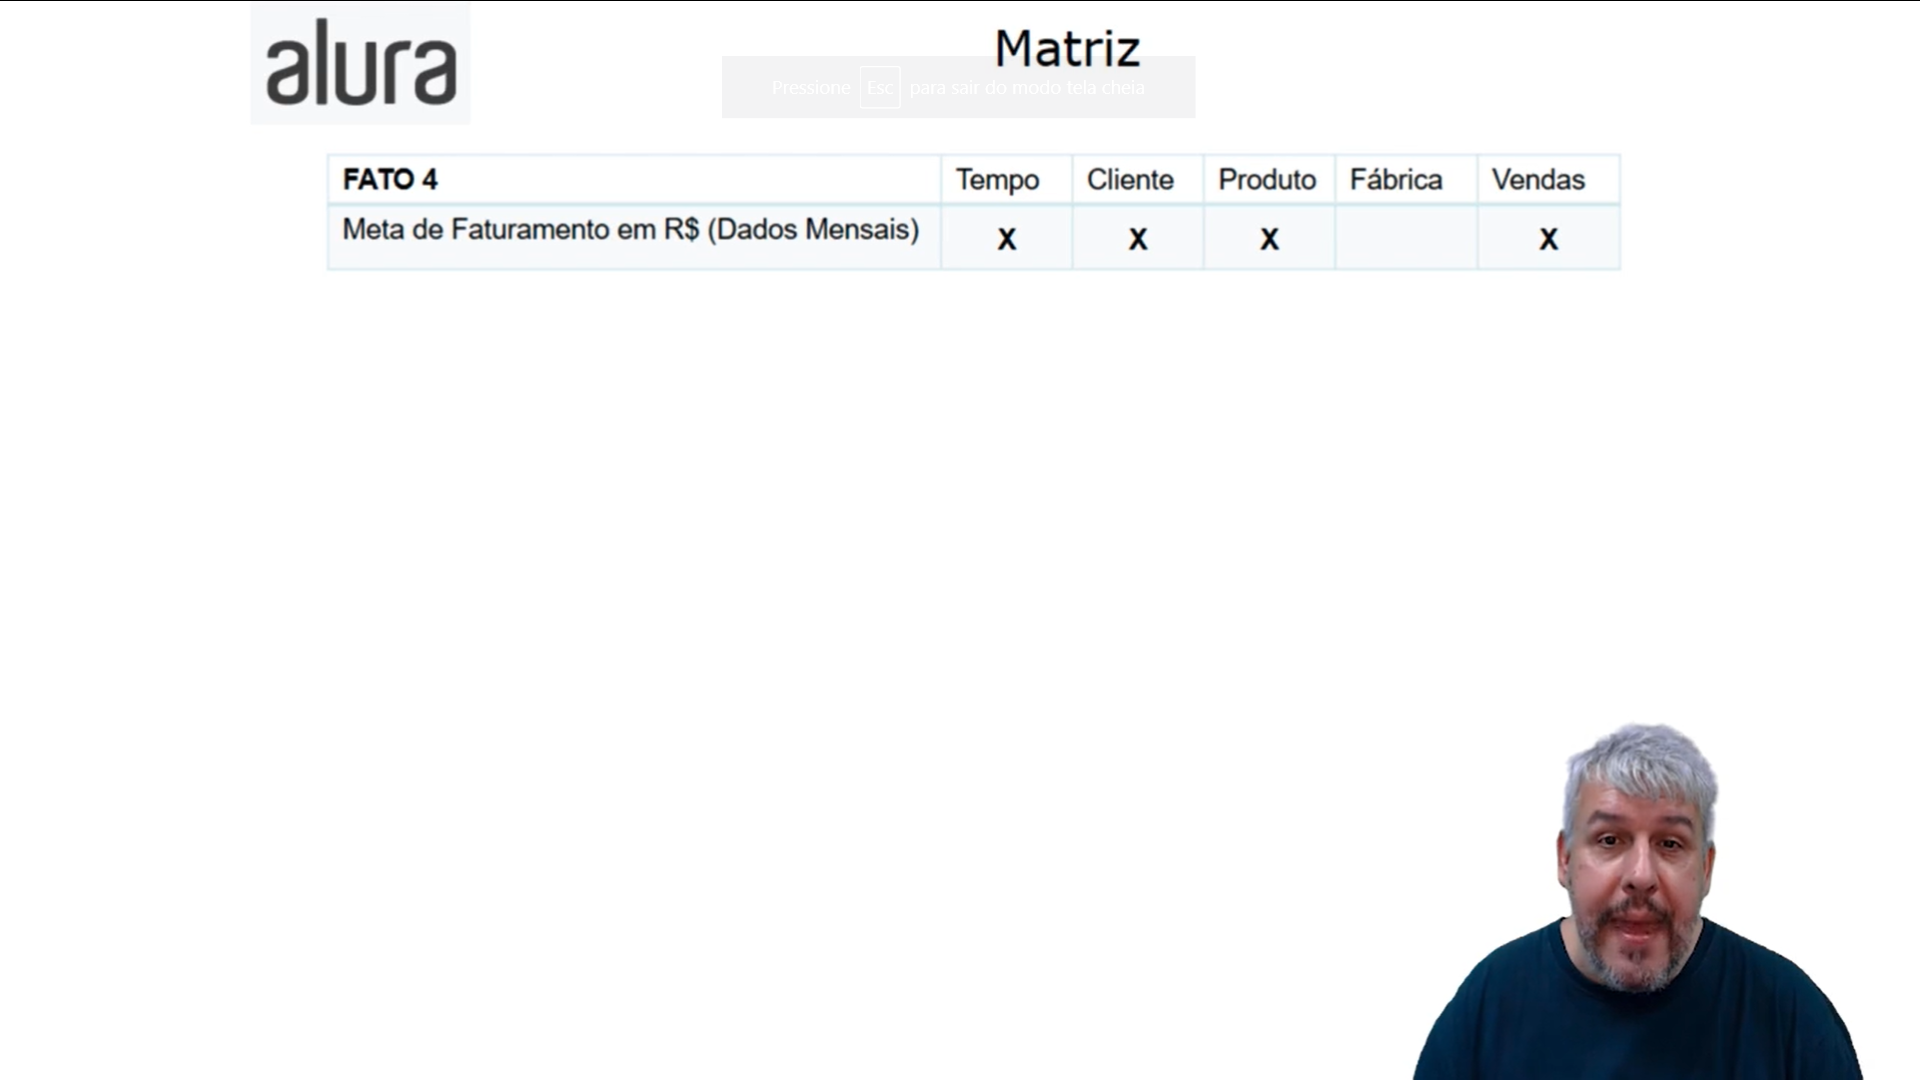 alura
Matriz
Pressione Esc para sair do modo tela cheia
FATO 4 Tempo Cliente Produto Fábrica Vendas
Meta de Faturamento em R$ (Dados Mensais) X X X X